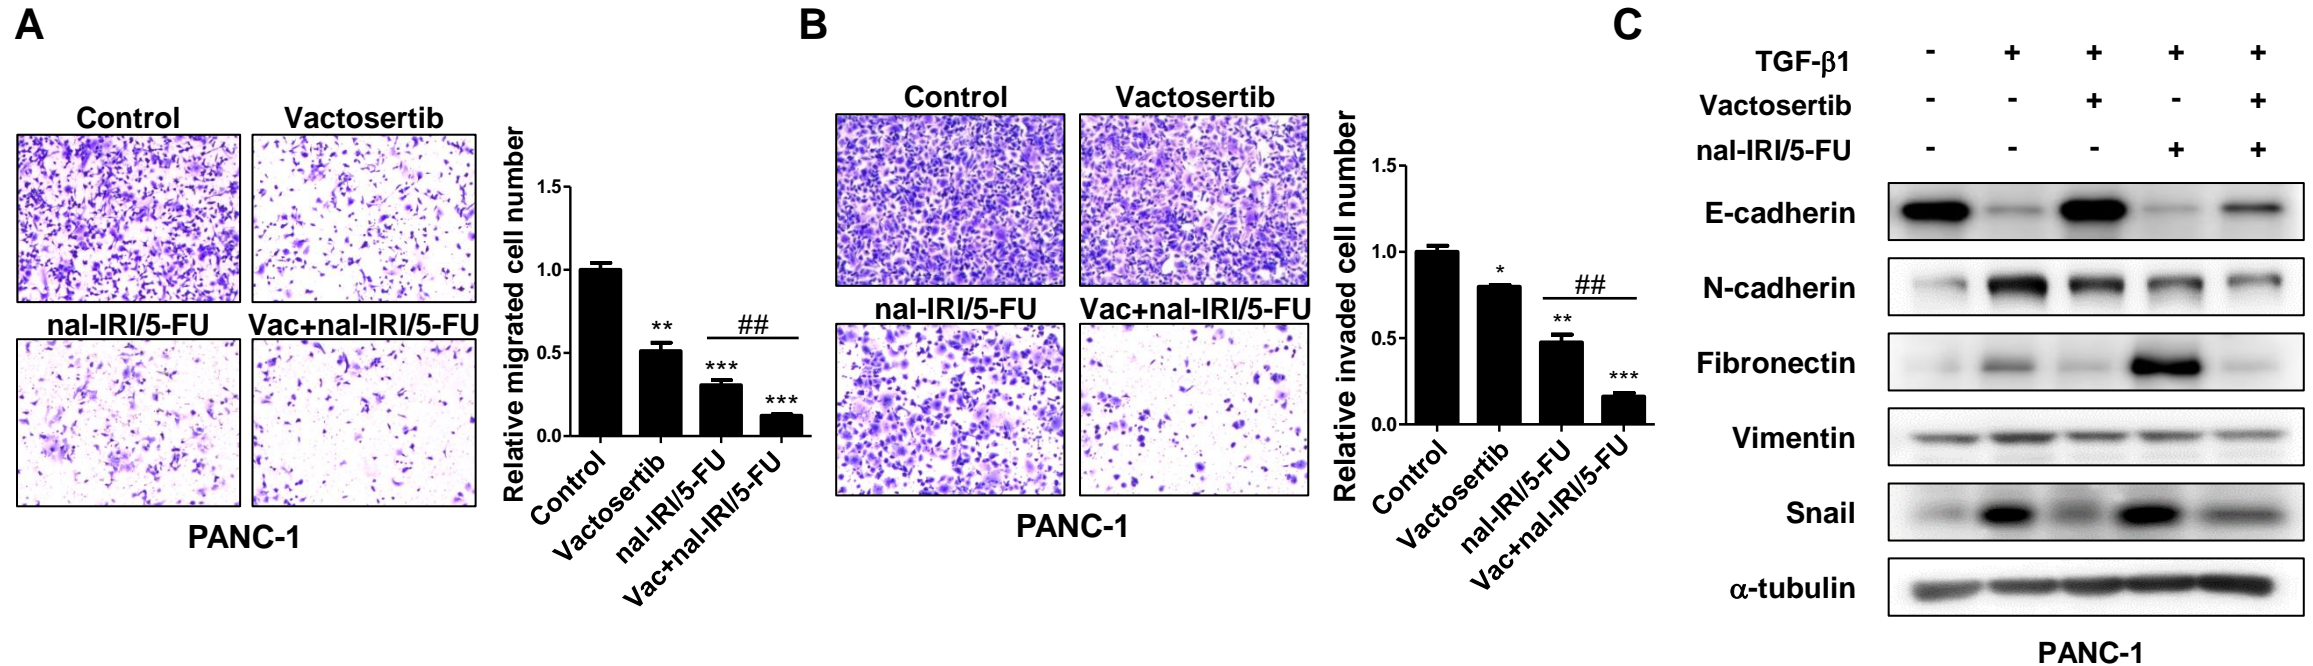 A
Control
Vactosertib
nal-IRI/5-FU
Vac+nal-IRI/5-FU
PANC-1
Relative migrated cell number
1.5
1.0
0.5
0.0
**
***
##
***
Control
Vactosertib
nal-IRI/5-FU
Vac+nal-IRI/5-FU
B
Control
Vactosertib
nal-IRI/5-FU
Vac+nal-IRI/5-FU
PANC-1
Relative invaded cell number
1.5
1.0
0.5
0.0
*
**
##
***
Control
Vactosertib
nal-IRI/5-FU
Vac+nal-IRI/5-FU
C
TGF-β1 - + + + +
Vactosertib - - + - +
nal-IRI/5-FU - - - + +
E-cadherin
N-cadherin
Fibronectin
Vimentin
Snail
α-tubulin
PANC-1